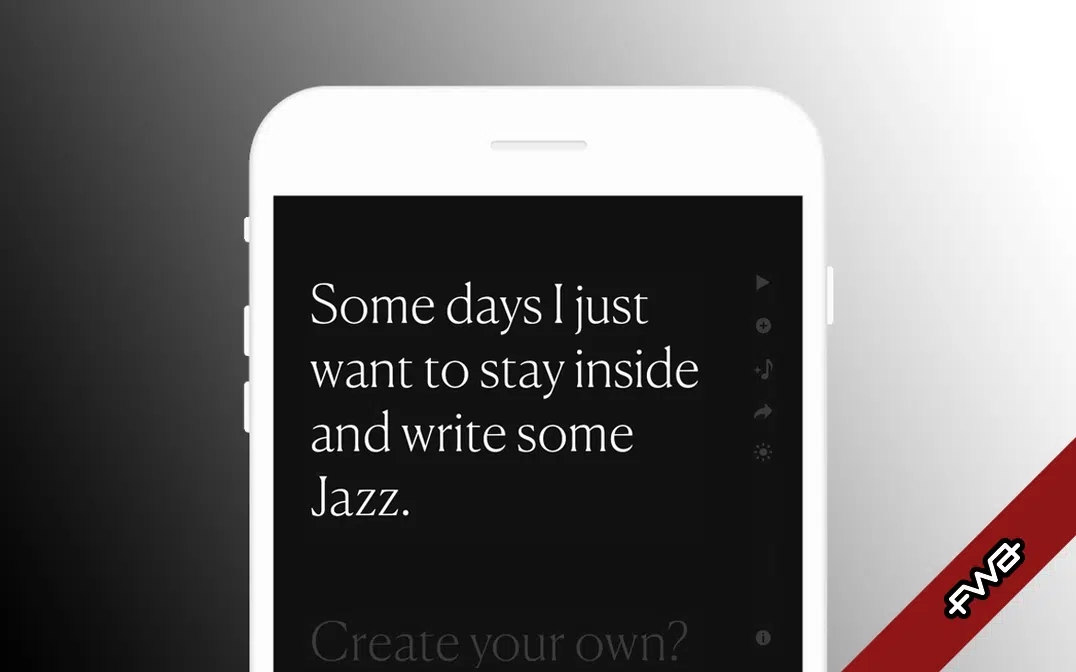 Some days I just
want to stay inside
and write some
Jazz.
Create your own?
FWA